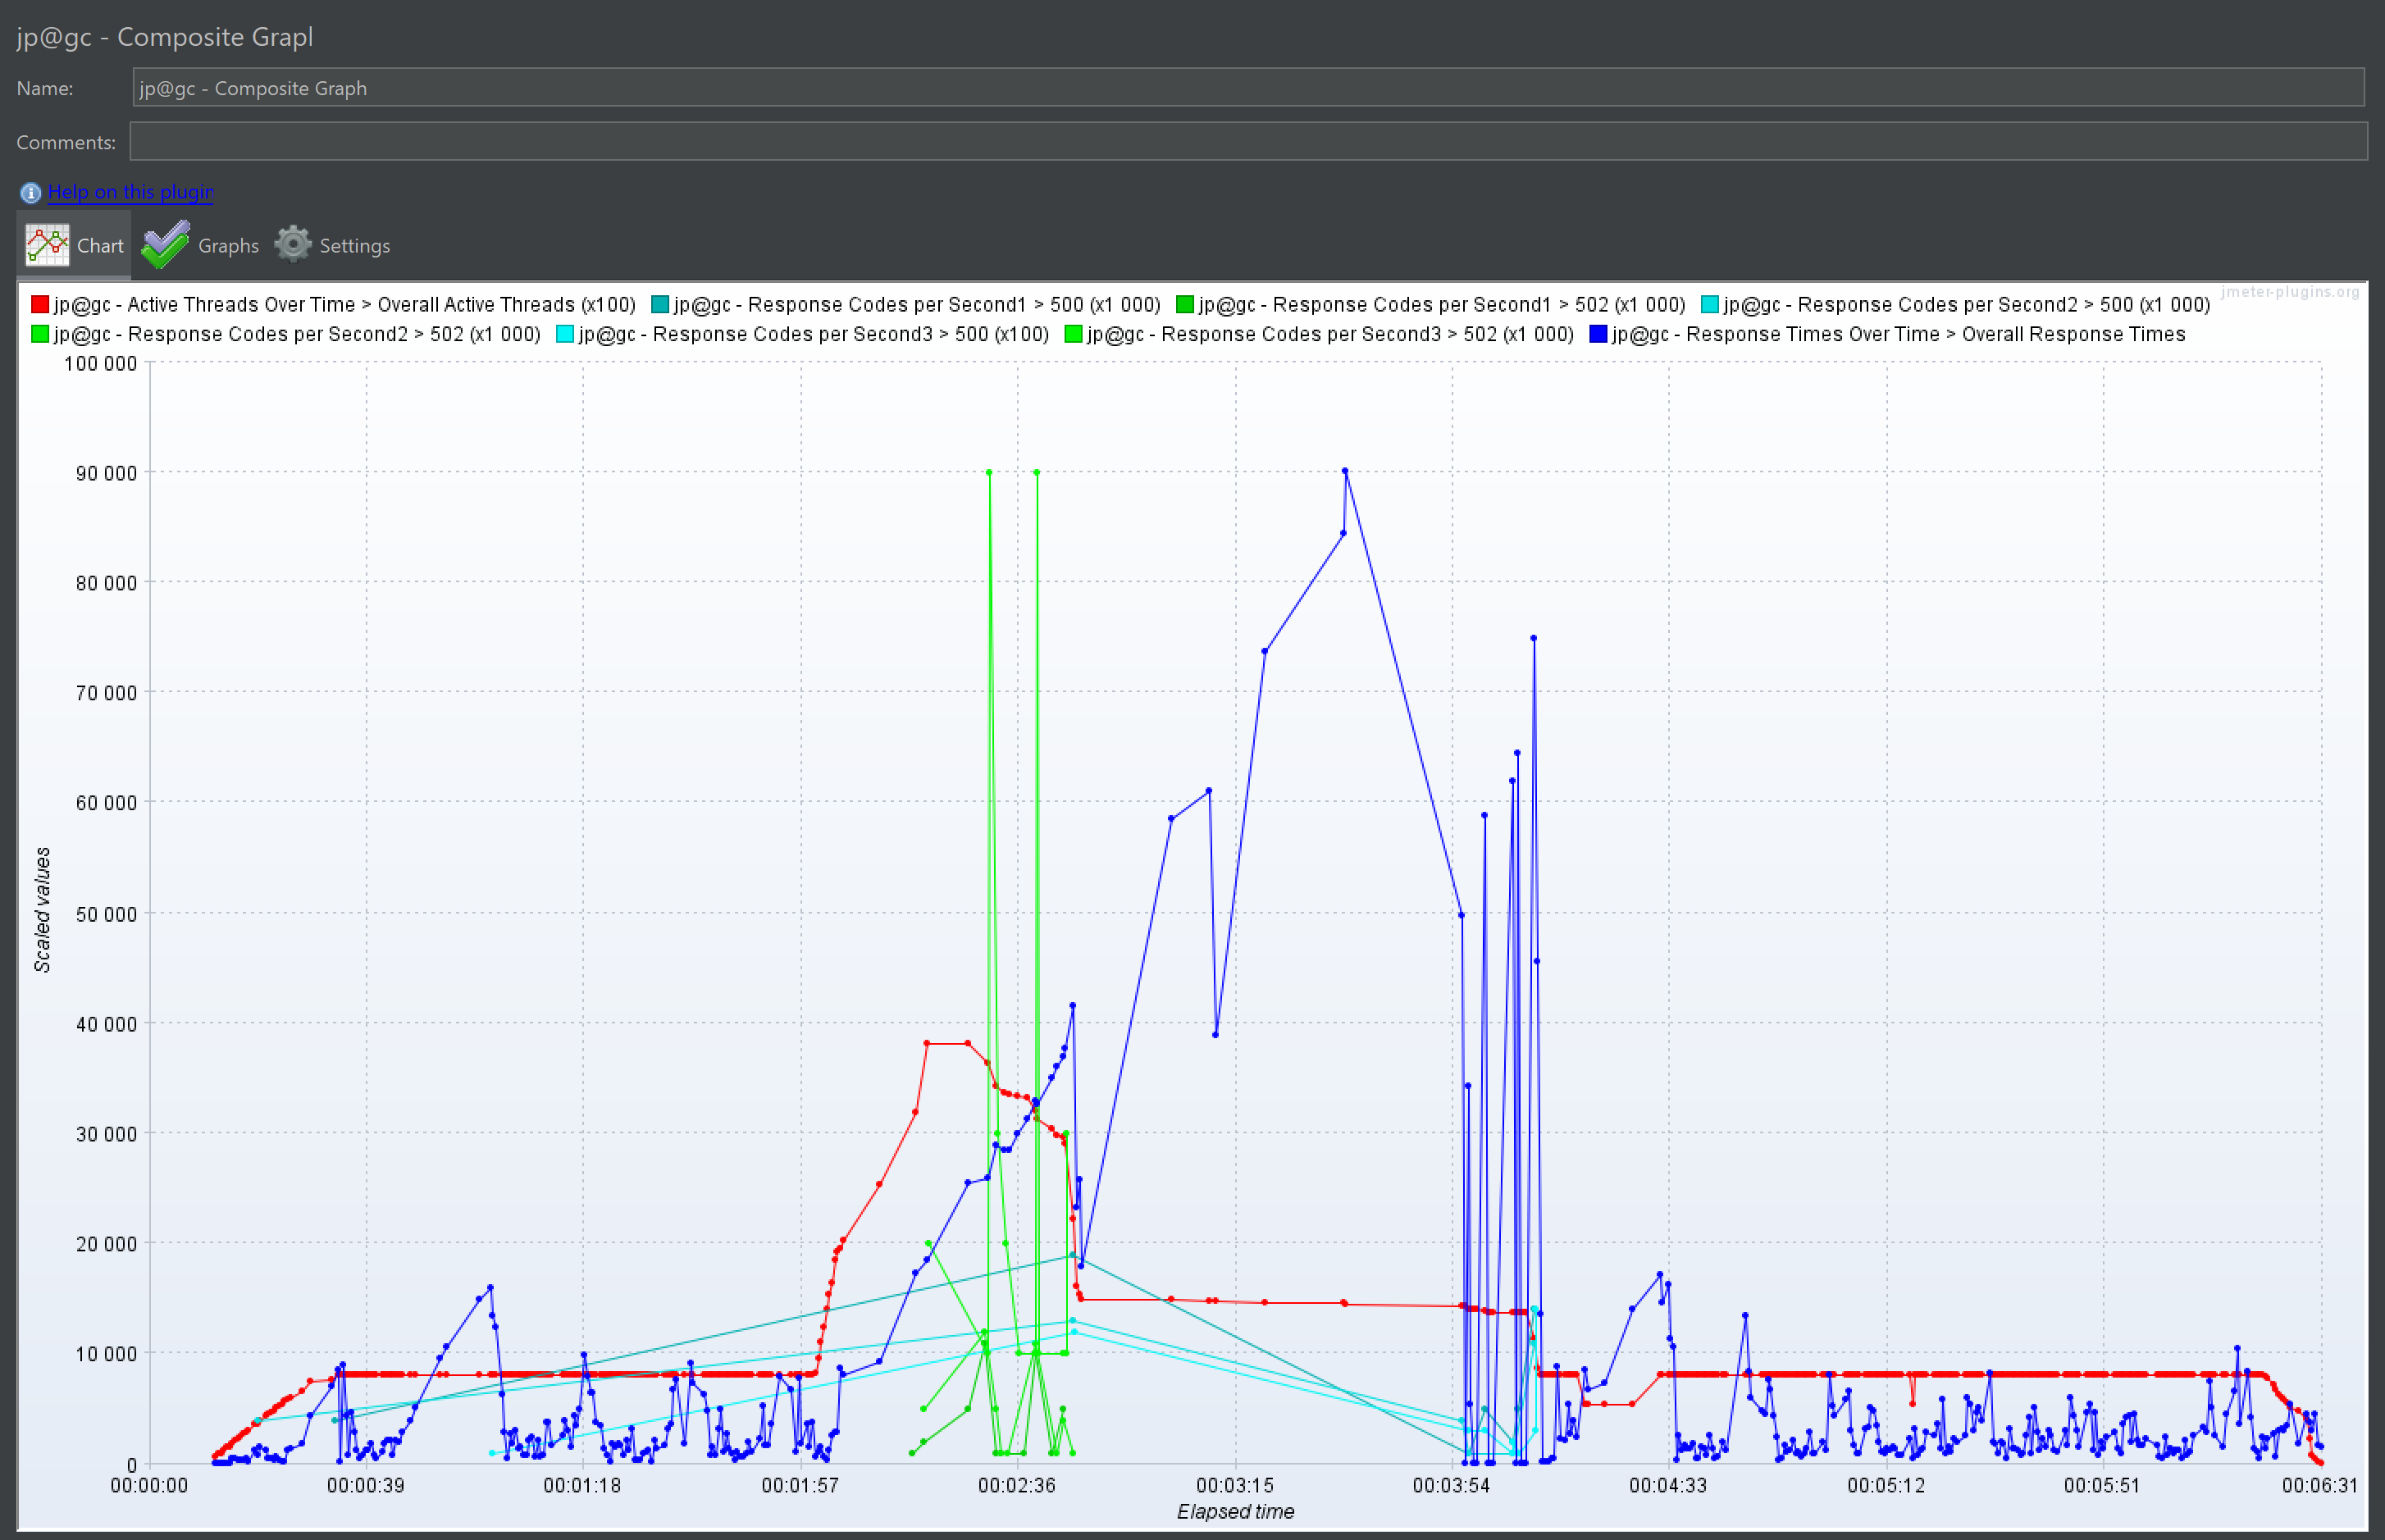 jp@gc - Composite Grapl
Name: jp@gc - Composite Graph
Comments:
Help on this plugin
Chart Graphs Settings
jp@gc - Active Threads Over Time > Overall Active Threads (x100) jp@gc - Response Codes per Second1 > 500 (x1 000) jp@gc - Response Codes per Second1 > 502 (x1 000) jp@gc - Response Codes per Second2 > 500 (x1 000)
jmeter-plugins.org
jp@gc - Response Codes per Second2 > 502 (x1 000) jp@gc - Response Codes per Second3 > 500 (x100) jp@gc - Response Codes per Second3 > 502 (x1 000) jp@gc - Response Times Over Time > Overall Response Times
100 000
90 000
80 000
70 000
60 000
50 000
40 000
30 000
20 000
10 000
0
Scaled values
00:00:00 00:00:39 00:01:18 00:01:57 00:02:36 00:03:15 00:03:54 00:04:33 00:05:12 00:05:51 00:06:31
Elapsed time